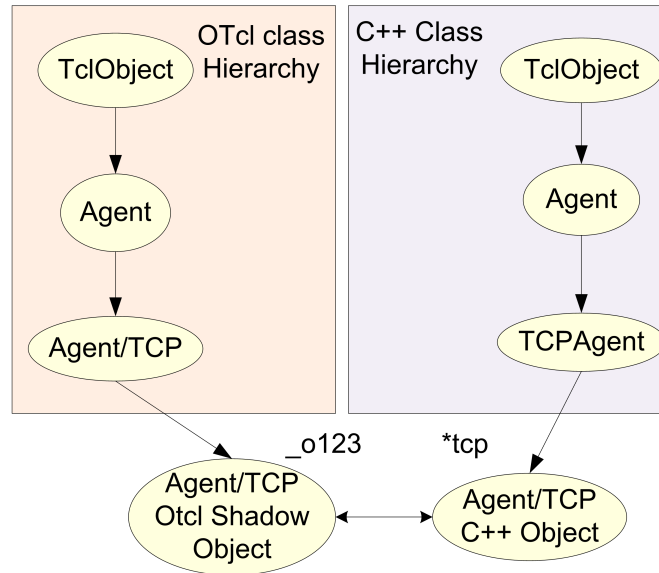 OTcl class
Hierarchy
TclObject
Agent
Agent/TCP
C++ Class
Hierarchy
TclObject
Agent
TCPAgent
_o123
*tcp
Agent/TCP
Otcl Shadow
Object
Agent/TCP
C++ Object